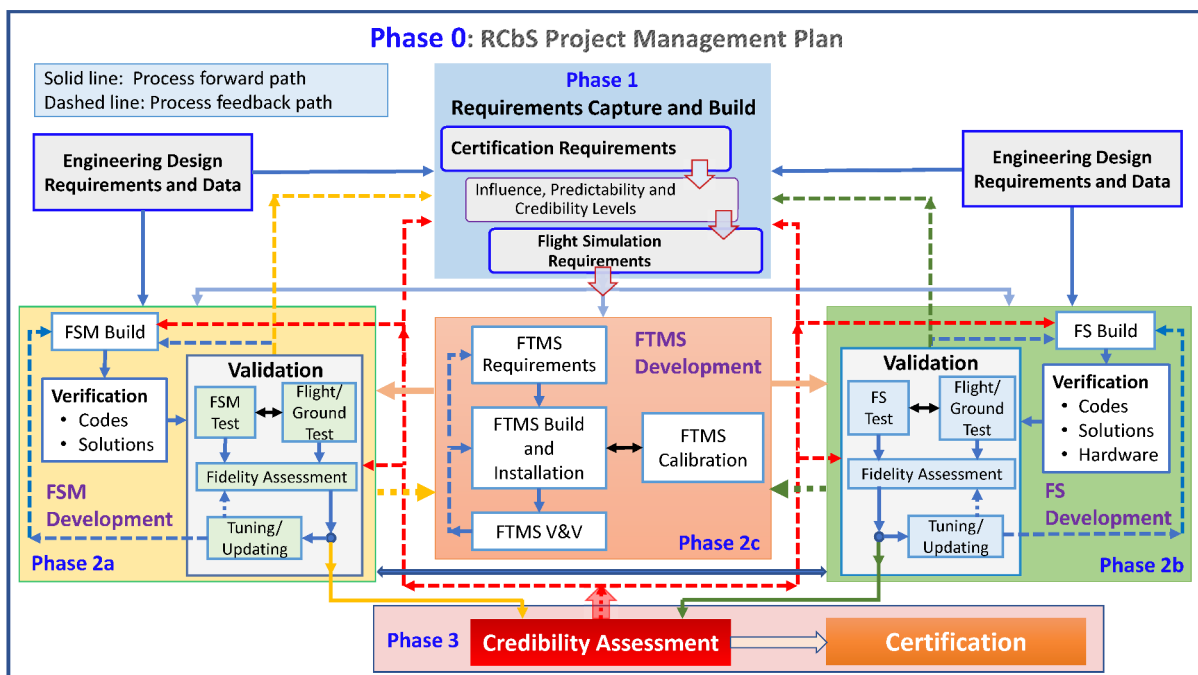 Phase 0: RCbS Project Management Plan
Solid line: Process forward path
Dashed line: Process feedback path
Phase 1
Requirements Capture and Build
Certification Requirements
Influence, Predictability and
Credibility Levels
Flight Simulation
Requirements
Engineering Design
Requirements and Data
Engineering Design
Requirements and Data
FSM Build
Verification
• Codes
• Solutions
Validation
FSM
Test
Flight/
Ground
Test
Fidelity Assessment
Tuning/
Updating
FSM
Development
Phase 2a
FTMS
Requirements
FTMS
Development
FTMS Build
and
Installation
FTMS
Calibration
FTMS V&V
Phase 2c
FS Build
Validation
FS
Test
Flight/
Ground
Test
Fidelity Assessment
Tuning/
Updating
Verification
• Codes
• Solutions
• Hardware
FS
Development
Phase 2b
Phase 3
Credibility Assessment
Certification